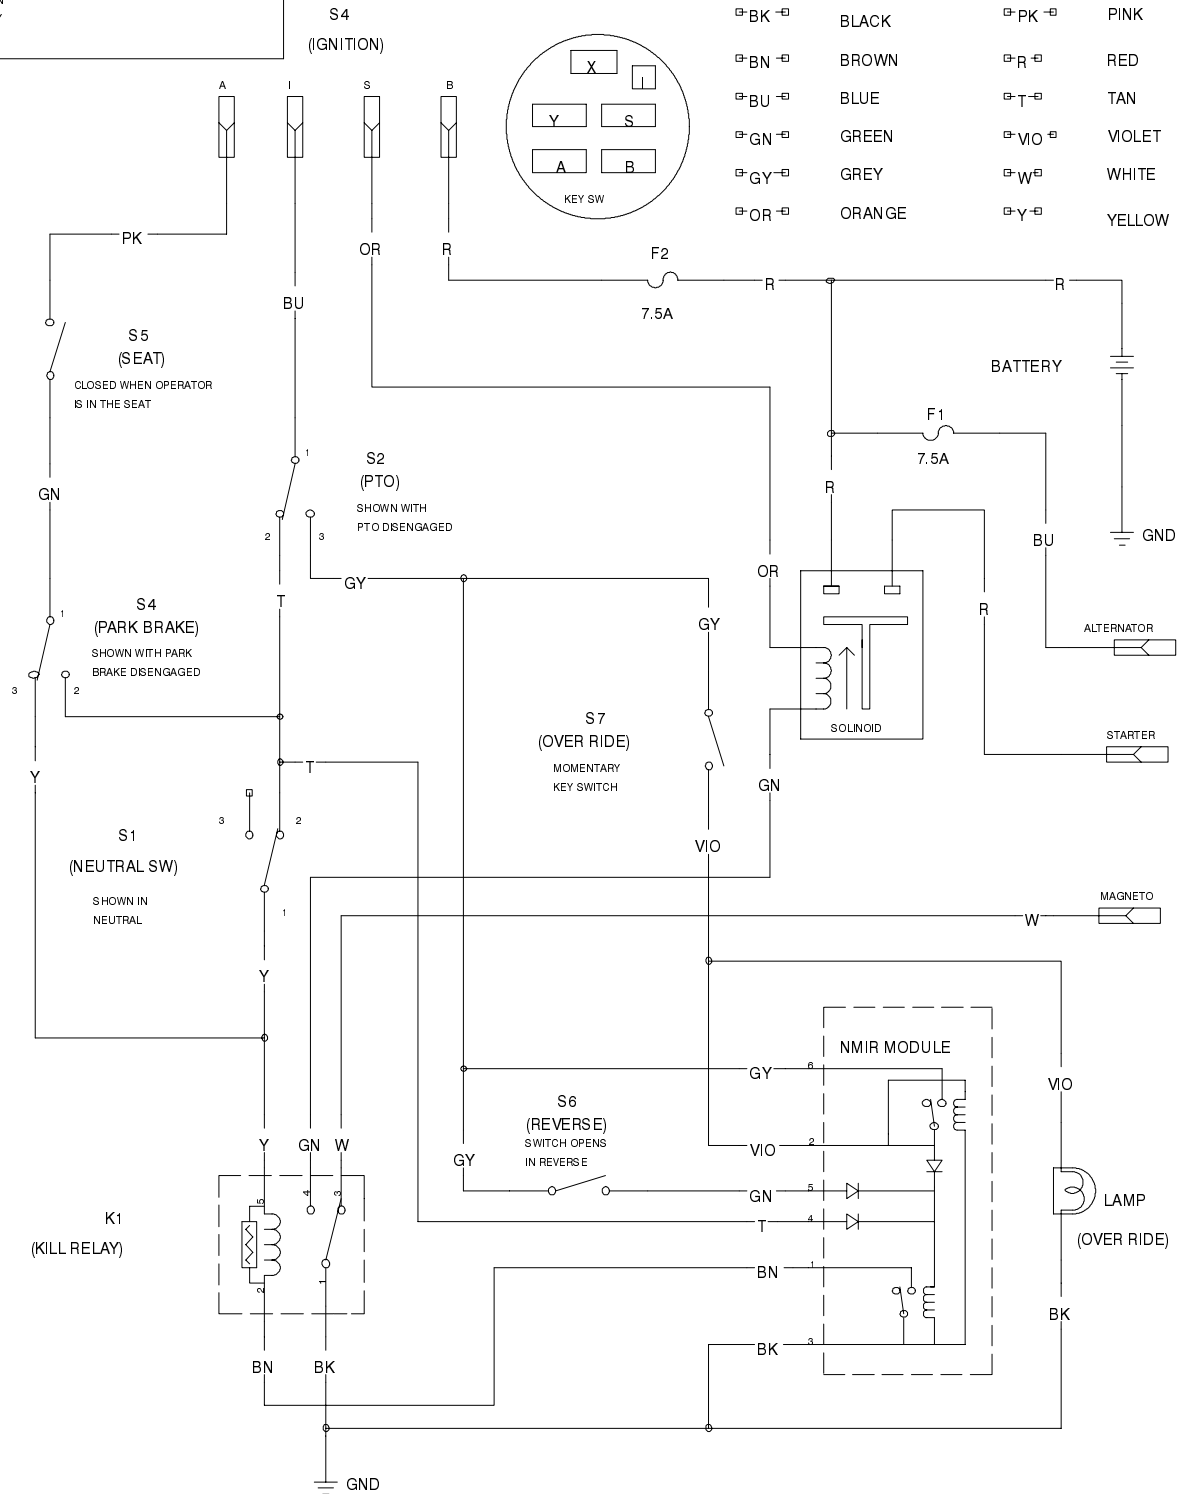 S4
(IGNITION)
A
I
S
B
X
I
Y
S
A
B
KEY SW
BK
BLACK
PK
PINK
BN
BROWN
R
RED
BU
BLUE
T
TAN
GN
GREEN
VIO
VIOLET
GY
GREY
W
WHITE
OR
ORANGE
Y
YELLOW
PK
OR
R
F2
7.5A
R
R
BU
S5
(SEAT)
CLOSED WHEN OPERATOR
IS IN THE SEAT
BATTERY
F1
7.5A
1
S2
(PTO)
SHOWN WITH
PTO DISENGAGED
2
3
GN
R
BU
GND
GY
OR
T
R
1
S4
(PARK BRAKE)
SHOWN WITH PARK
BRAKE DISENGAGED
3
2
GY
ALTERNATOR
SOLINOID
STARTER
S7
(OVER RIDE)
MOMENTARY
KEY SWITCH
Y
T
GN
3
2
S1
(NEUTRAL SW)
SHOWN IN
NEUTRAL
1
VIO
MAGNETO
W
Y
NMIR MODULE
GY
6
VIO
S6
(REVERSE)
SWITCH OPENS
IN REVERSE
Y
GN
W
GY
VIO
2
GN
5
T
4
5
4
3
K1
(KILL RELAY)
2
1
LAMP
(OVER RIDE)
BN
1
BK
BK
3
BN
BK
GND